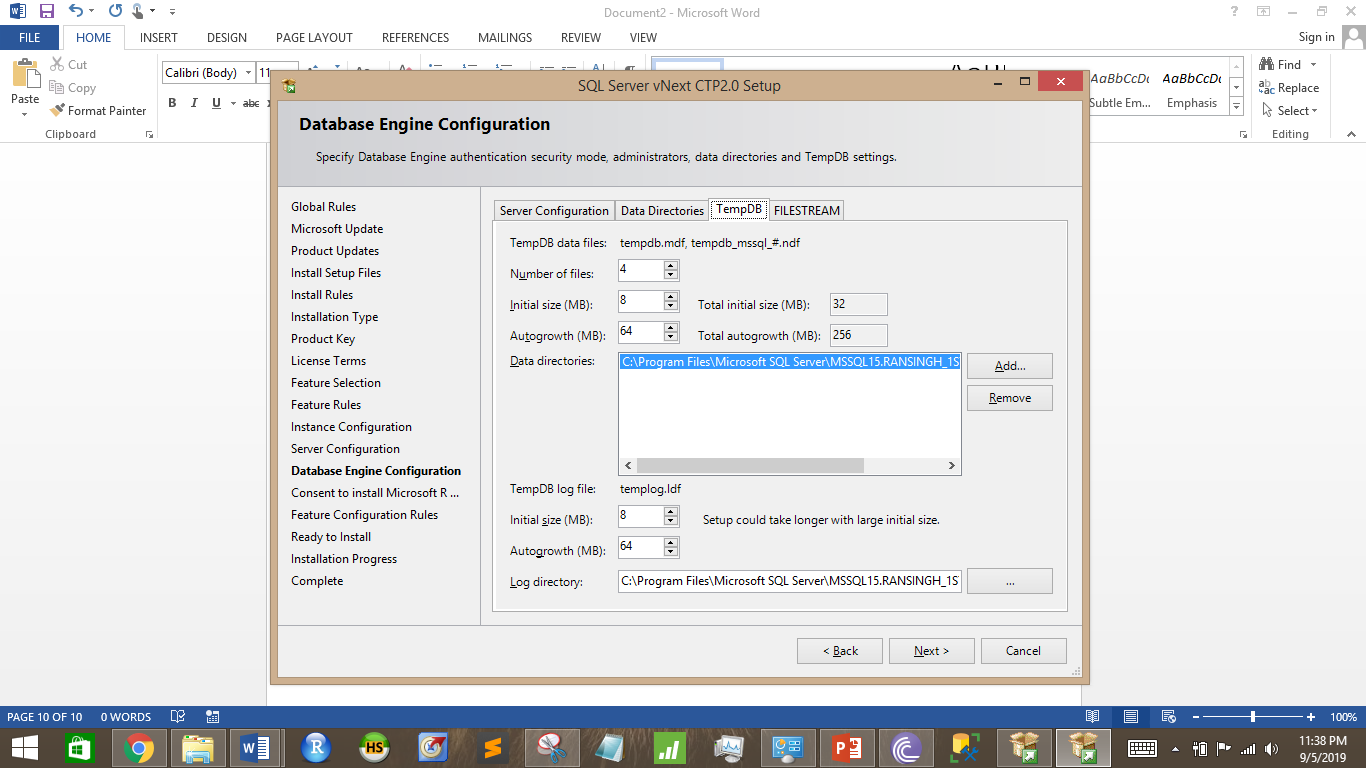 Document2 - Microsoft Word
FILE HOME INSERT DESIGN PAGE LAYOUT REFERENCES MAILINGS REVIEW VIEW Sign in
Paste
Cut
Copy
Format Painter
Clipboard
Calibri (Body) 11
B I U abc
AaBbCcDc AaBbCcDc
Subtle Em... Emphasis
Find
Replace
Select
Editing
SQL Server vNext CTP2.0 Setup
Database Engine Configuration
Specify Database Engine authentication security mode, administrators, data directories and TempDB settings.
Global Rules
Microsoft Update
Product Updates
Install Setup Files
Install Rules
Installation Type
Product Key
License Terms
Feature Selection
Feature Rules
Instance Configuration
Server Configuration
Database Engine Configuration
Consent to install Microsoft R ...
Feature Configuration Rules
Ready to Install
Installation Progress
Complete
Server Configuration Data Directories TempDB FILESTREAM
TempDB data files: tempdb.mdf, tempdb_mssql_#.ndf
Number of files: 4
Initial size (MB): 8 Total initial size (MB): 32
Autogrowth (MB): 64 Total autogrowth (MB): 256
Data directories: C:\Program Files\Microsoft SQL Server\MSSQL15.RANSINGH_1S
Add...
Remove
TempDB log file: templog.ldf
Initial size (MB): 8 Setup could take longer with large initial size.
Autogrowth (MB): 64
Log directory: C:\Program Files\Microsoft SQL Server\MSSQL15.RANSINGH_1S ...
< Back Next > Cancel
PAGE 10 OF 10 0 WORDS 100%
11:38 PM
9/5/2019